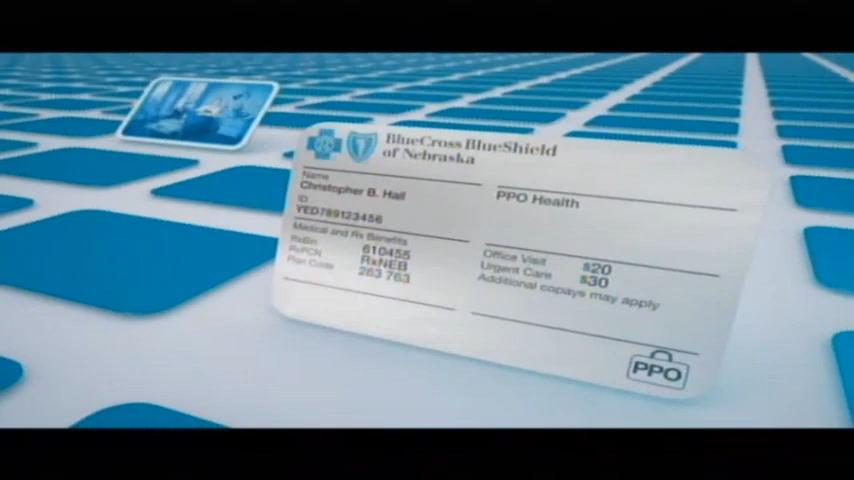 BlueCross BlueShield
of Nebraska
Name
Christopher B. Hall
ID
YED789123456
Medical and Rx Benefits
RxBin 610455
RxPCN RxNEB
Plan Code 263 763
PPO Health
Office Visit $20
Urgent Care $30
Additional copays may apply
PPO